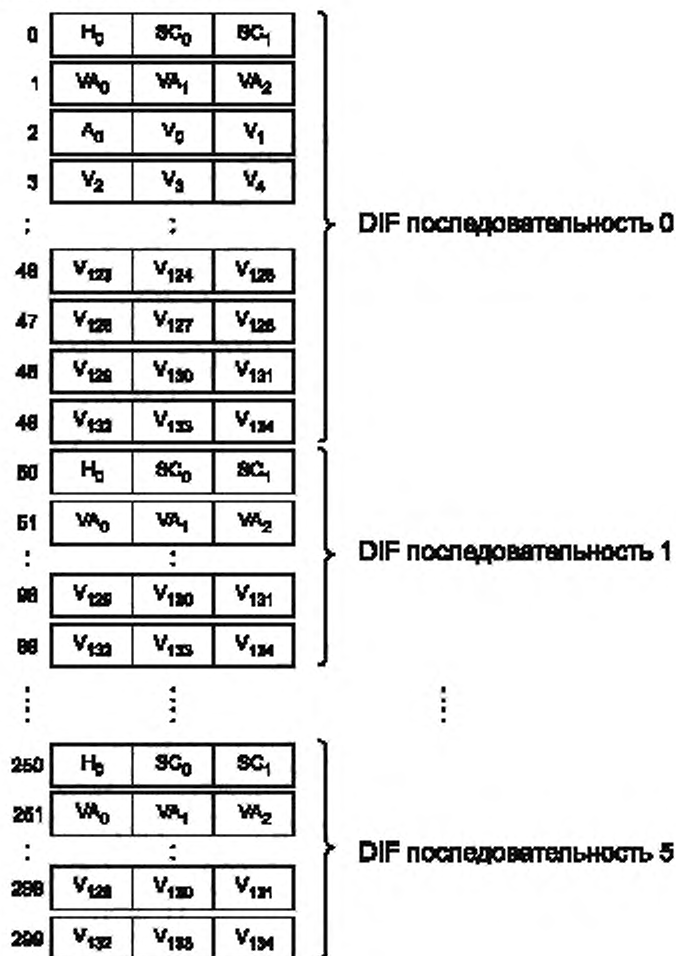 0 H₀ SC₀ SC₁
1 VA₀ VA₁ VA₂
2 A₀ V₀ V₁
3 V₂ V₃ V₄
: : DIF последовательность 0
46 V₁₂₃ V₁₂₄ V₁₂₅
47 V₁₂₆ V₁₂₇ V₁₂₈
48 V₁₂₉ V₁₃₀ V₁₃₁
49 V₁₃₂ V₁₃₃ V₁₃₄
50 H₀ SC₀ SC₁
51 VA₀ VA₁ VA₂
: : DIF последовательность 1
98 V₁₂₉ V₁₃₀ V₁₃₁
99 V₁₃₂ V₁₃₃ V₁₃₄
250 H₀ SC₀ SC₁
251 VA₀ VA₁ VA₂
: : DIF последовательность 5
298 V₁₂₉ V₁₃₀ V₁₃₁
299 V₁₃₂ V₁₃₃ V₁₃₄